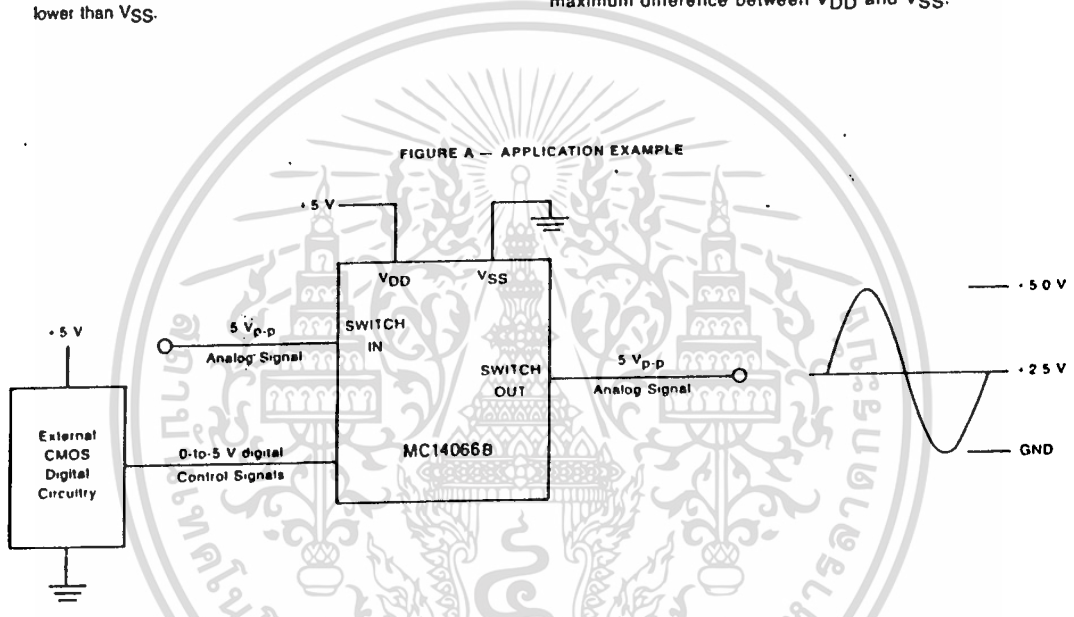 lower than VSS.
maximum difference between VDD and VSS.
FIGURE A — APPLICATION EXAMPLE
+5 V
VDD
VSS
+5 V
5 Vp-p
Analog Signal
SWITCH
IN
SWITCH
OUT
5 Vp-p
Analog Signal
+5 0 V
+2 5 V
GND
External
CMOS
Digital
Circuitry
0-to-5 V digital
Control Signals
MC14066B